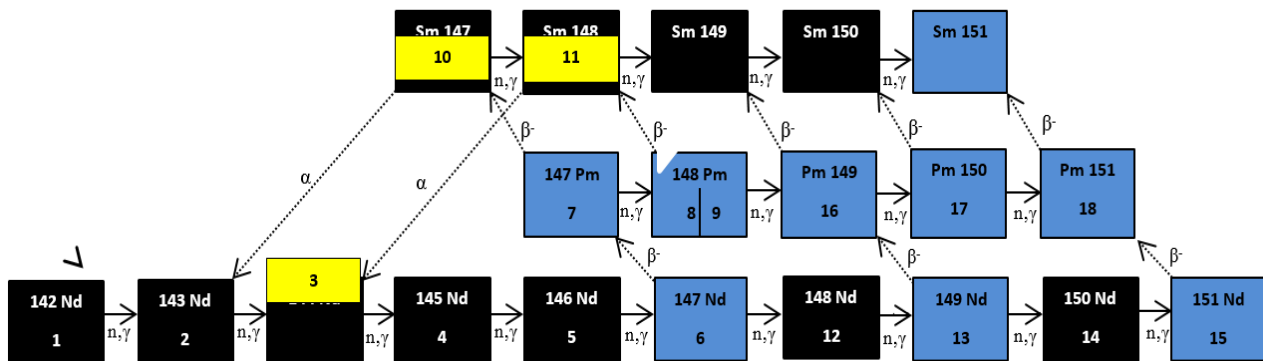 Sm 147
Sm 148
Sm 149
Sm 150
Sm 151
10
11
n,γ
n,γ
n,γ
n,γ
β-
β-
β-
β-
β-
α
α
147 Pm
148 Pm
Pm 149
Pm 150
Pm 151
7
8
9
16
17
18
n,γ
n,γ
n,γ
n,γ
β-
β-
β-
3
142 Nd
143 Nd
145 Nd
146 Nd
147 Nd
148 Nd
149 Nd
150 Nd
151 Nd
1
2
4
5
6
12
13
14
15
n,γ
n,γ
n,γ
n,γ
n,γ
n,γ
n,γ
n,γ
n,γ